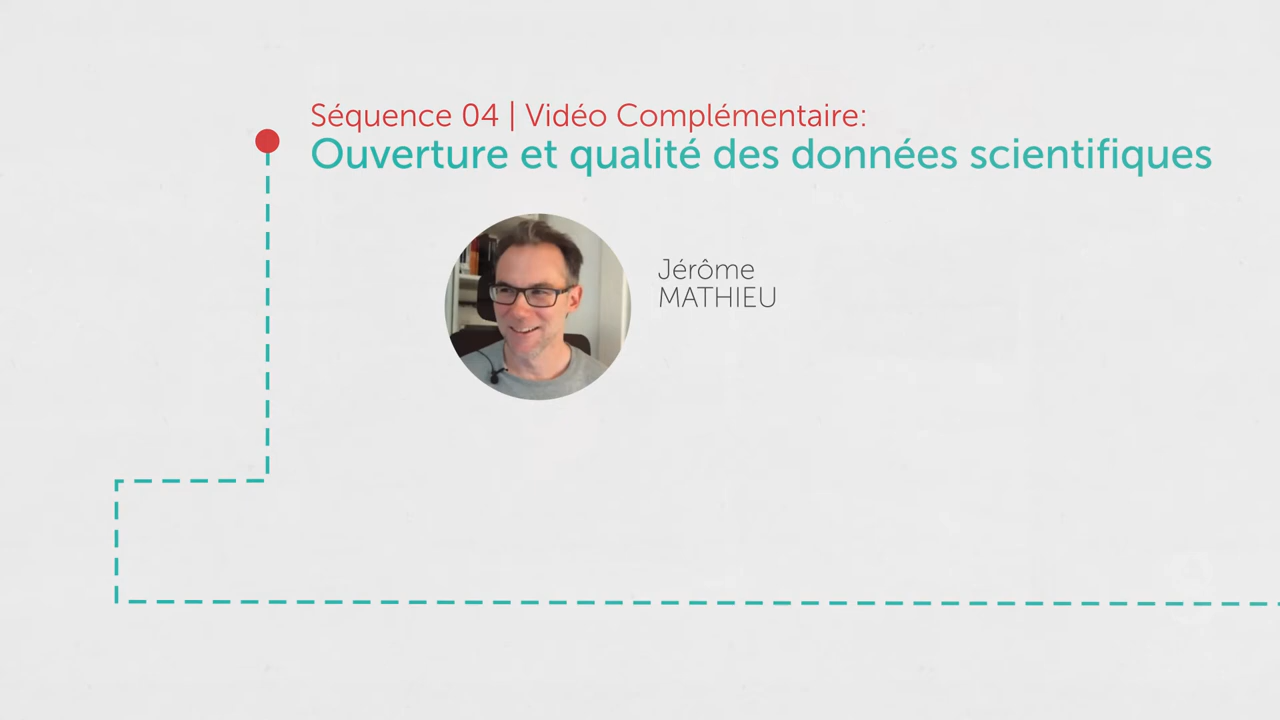 Séquence 04 | Vidéo Complémentaire:
Ouverture et qualité des données scientifiques
Jérôme
MATHIEU